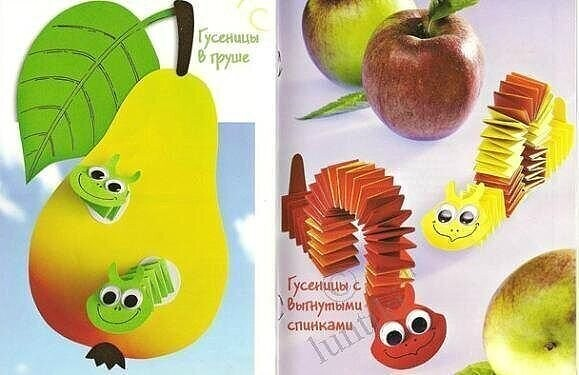 Гусеницы
в груше
Гусеницы с
выгнутыми
спинками